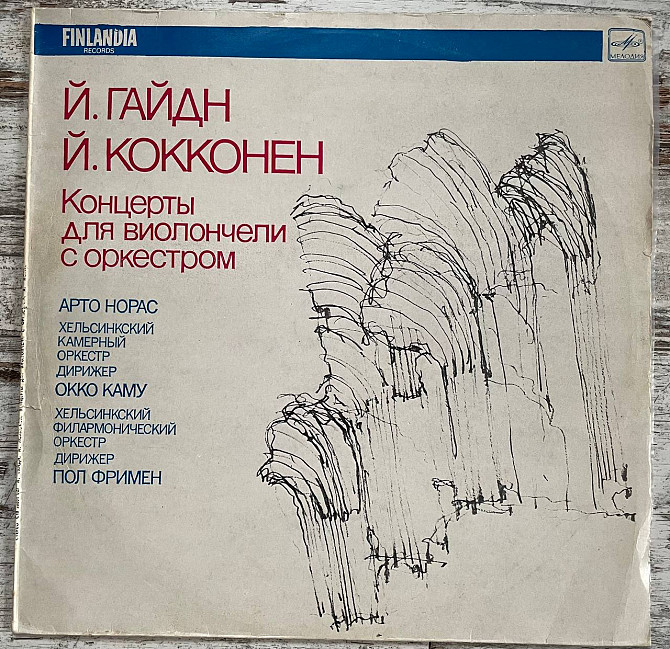 FINLANDIA
RECORDS
МЕЛОДИЯ
Й. ГАЙДН
Й. КОККОНЕН
Концерты
для виолончели
с оркестром
АРТО НОРАС
ХЕЛЬСИНКСКИЙ
КАМЕРНЫЙ
ОРКЕСТР
ДИРИЖЕР
ОККО КАМУ
ХЕЛЬСИНКСКИЙ
ФИЛАРМОНИЧЕСКИЙ
ОРКЕСТР
ДИРИЖЕР
ПОЛ ФРИМЕН